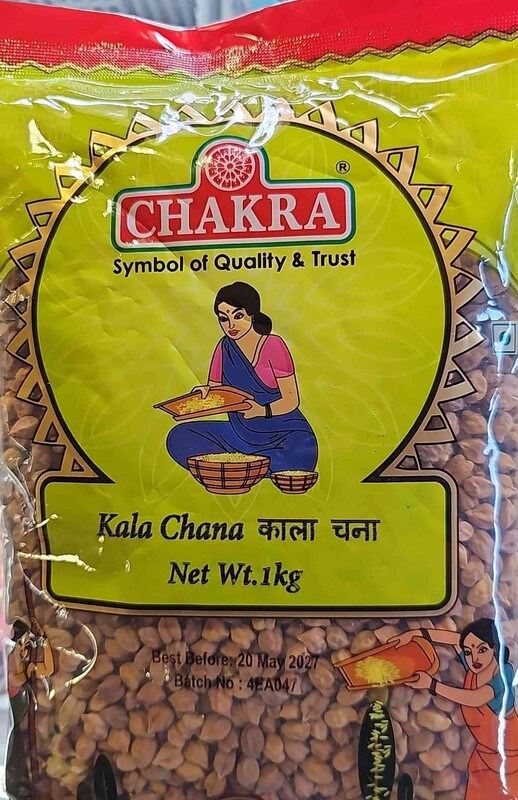 CHAKRA ®
Symbol of Quality & Trust
Kala Chana काला चना
Net Wt.1kg
Best Before: 20 May 2027
Batch No : 4EA047